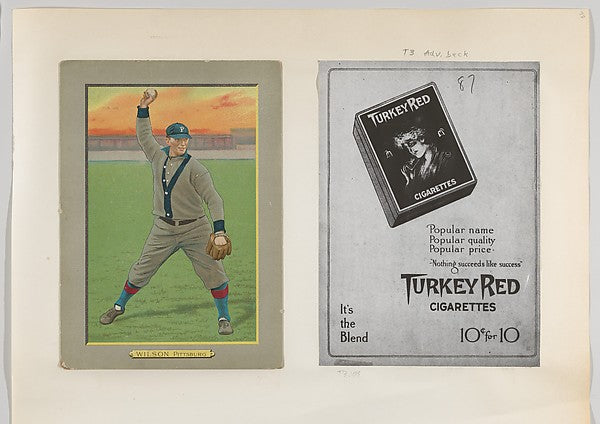 T3 Adv. back
P
WILSON PITTSBURG
87
TURKEY RED
CIGARETTES
Popular name
Popular quality
Popular price
"Nothing succeeds like success"
TURKEY RED
CIGARETTES
It's
the
Blend
10¢ for 10